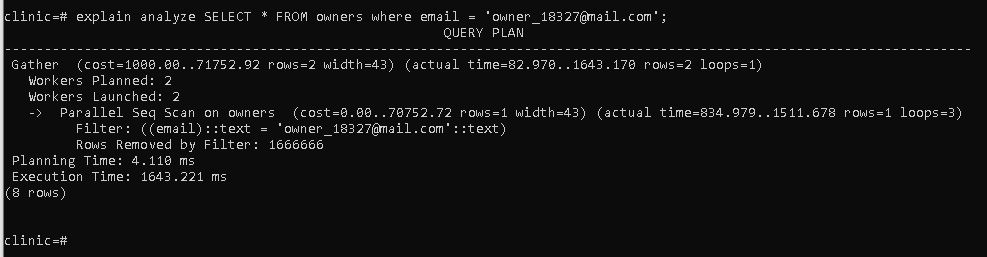 clinic=# explain analyze SELECT * FROM owners where email = 'owner_18327@mail.com';
QUERY PLAN
-------------------------------------------------------------------------------------------------------------------------
Gather  (cost=1000.00..71752.92 rows=2 width=43) (actual time=82.970..1643.170 rows=2 loops=1)
  Workers Planned: 2
  Workers Launched: 2
  ->  Parallel Seq Scan on owners  (cost=0.00..70752.72 rows=1 width=43) (actual time=834.979..1511.678 rows=1 loops=3)
        Filter: ((email)::text = 'owner_18327@mail.com'::text)
        Rows Removed by Filter: 1666666
Planning Time: 4.110 ms
Execution Time: 1643.221 ms
(8 rows)
clinic=#